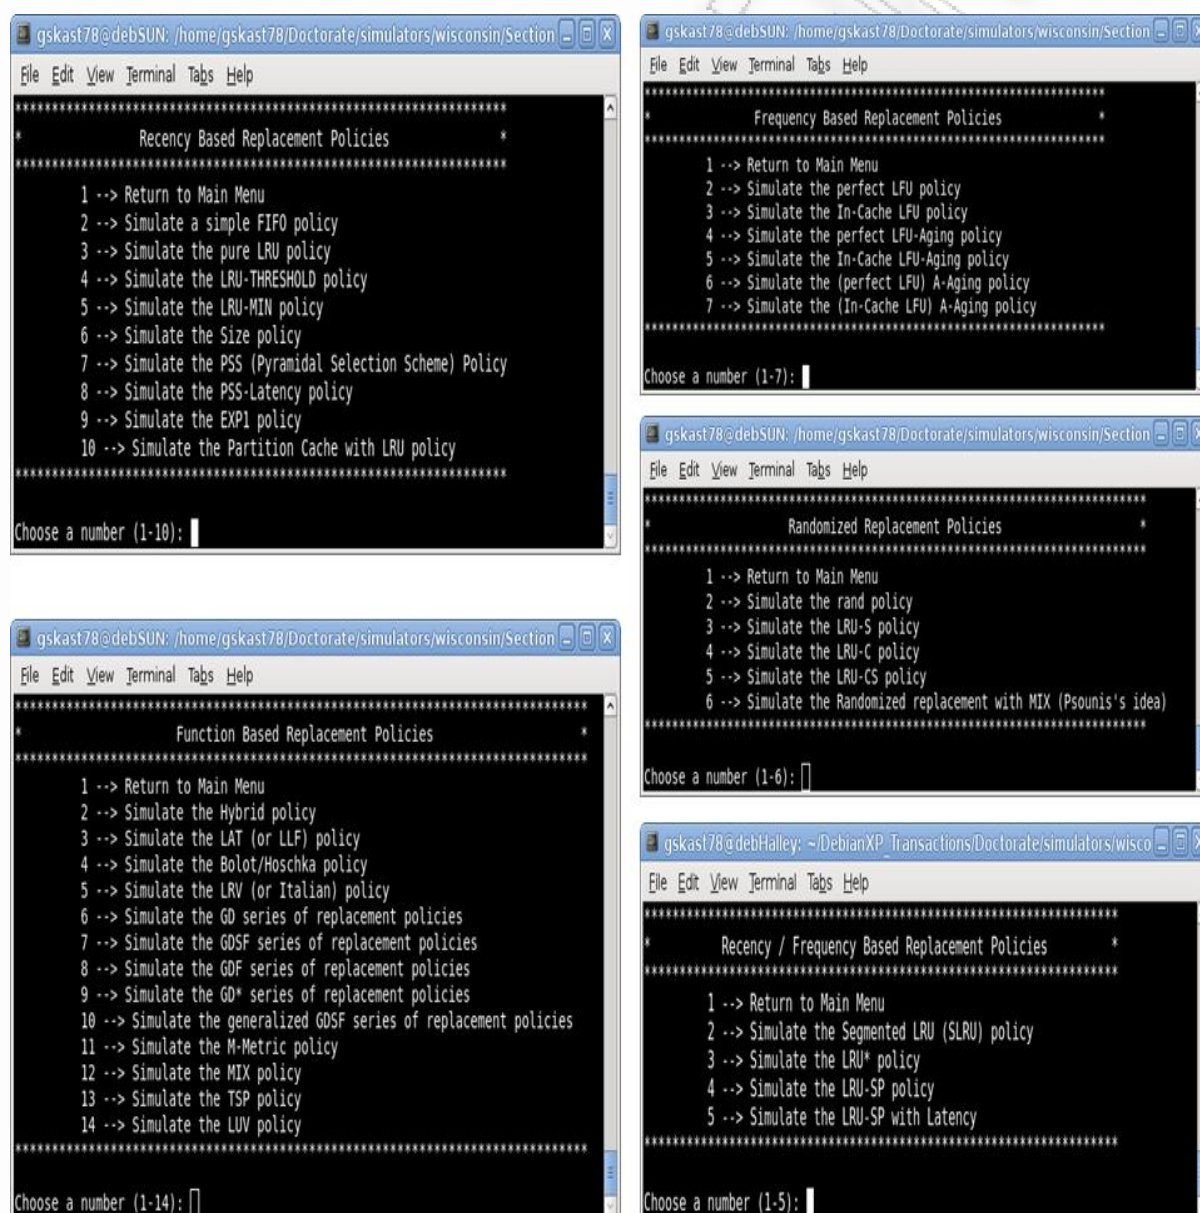 gskast78@debSUN: /home/gskast78/Doctorate/simulators/wisconsin/Section
File Edit View Terminal Tabs Help
******************************************************************
* Recency Based Replacement Policies *
******************************************************************
1 --> Return to Main Menu
2 --> Simulate a simple FIFO policy
3 --> Simulate the pure LRU policy
4 --> Simulate the LRU-THRESHOLD policy
5 --> Simulate the LRU-MIN policy
6 --> Simulate the Size policy
7 --> Simulate the PSS (Pyramidal Selection Scheme) Policy
8 --> Simulate the PSS-Latency policy
9 --> Simulate the EXP1 policy
10 --> Simulate the Partition Cache with LRU policy
******************************************************************
Choose a number (1-10):
gskast78@debSUN: /home/gskast78/Doctorate/simulators/wisconsin/Section
File Edit View Terminal Tabs Help
******************************************************************
* Frequency Based Replacement Policies *
******************************************************************
1 --> Return to Main Menu
2 --> Simulate the perfect LFU policy
3 --> Simulate the In-Cache LFU policy
4 --> Simulate the perfect LFU-Aging policy
5 --> Simulate the In-Cache LFU-Aging policy
6 --> Simulate the (perfect LFU) A-Aging policy
7 --> Simulate the (In-Cache LFU) A-Aging policy
******************************************************************
Choose a number (1-7):
gskast78@debSUN: /home/gskast78/Doctorate/simulators/wisconsin/Section
File Edit View Terminal Tabs Help
******************************************************************
* Randomized Replacement Policies *
******************************************************************
1 --> Return to Main Menu
2 --> Simulate the rand policy
3 --> Simulate the LRU-S policy
4 --> Simulate the LRU-C policy
5 --> Simulate the LRU-CS policy
6 --> Simulate the Randomized replacement with MIX (Psounis's idea)
******************************************************************
Choose a number (1-6):
gskast78@debSUN: /home/gskast78/Doctorate/simulators/wisconsin/Section
File Edit View Terminal Tabs Help
******************************************************************
* Function Based Replacement Policies *
******************************************************************
1 --> Return to Main Menu
2 --> Simulate the Hybrid policy
3 --> Simulate the LAT (or LLF) policy
4 --> Simulate the Bolot/Hoschka policy
5 --> Simulate the LRV (or Italian) policy
6 --> Simulate the GD series of replacement policies
7 --> Simulate the GDSF series of replacement policies
8 --> Simulate the GDF series of replacement policies
9 --> Simulate the GD* series of replacement policies
10 --> Simulate the generalized GDSF series of replacement policies
11 --> Simulate the M-Metric policy
12 --> Simulate the MIX policy
13 --> Simulate the TSP policy
14 --> Simulate the LUV policy
******************************************************************
Choose a number (1-14):
gskast78@debHalley: ~/DebianXP_Transactions/Doctorate/simulators/wisco
File Edit View Terminal Tabs Help
******************************************************************
* Recency / Frequency Based Replacement Policies *
******************************************************************
1 --> Return to Main Menu
2 --> Simulate the Segmented LRU (SLRU) policy
3 --> Simulate the LRU* policy
4 --> Simulate the LRU-SP policy
5 --> Simulate the LRU-SP with Latency
******************************************************************
Choose a number (1-5):